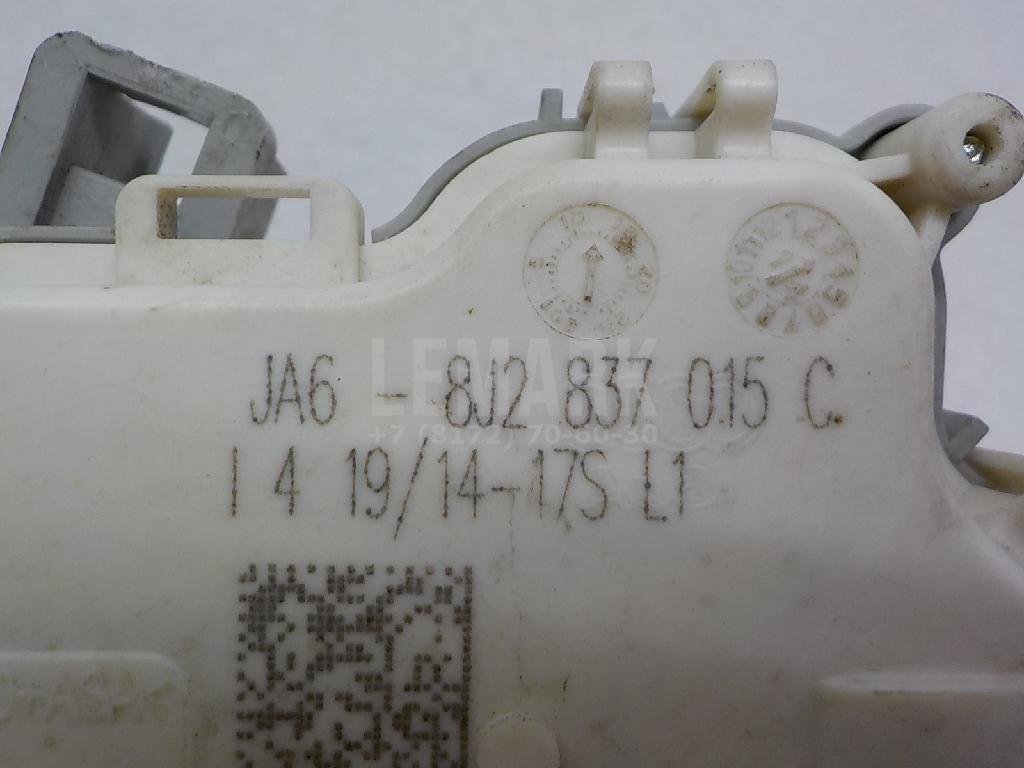 JA6 - 8J2 837 015 C
LEMARK
+7 (8172) 70-60-30
I 4 19/14-17S L1